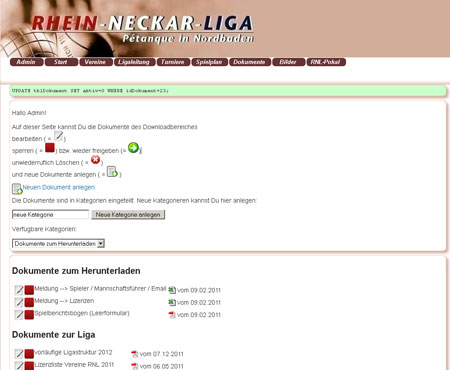 RHEIN-NECKAR-LIGA
Pétanque in Nordbaden
Admin Start Vereine Ligaleitung Turniere Spielplan Dokumente Bilder RNL-Pokal
UPDATE tblDokument SET aktiv=0 WHERE idDokument=23;
Hallo Admin!
Auf dieser Seite kannst Du die Dokumente des Downloadbereiches
bearbeiten ( = )
sperren ( = ) bzw. wieder freigeben (= )
unwiederruflich Löschen ( = )
und neue Dokumente anlegen ( = )
Neuen Dokument anlegen
Die Dokumente sind in Kategorien eingeteilt. Neue Kategorieren kannst Du hier anlegen:
neue Kategorie Neue Kategorie anlegen
Verfügbare Kategorien:
Dokumente zum Herunterladen
Dokumente zum Herunterladen
Meldung --> Spieler / Mannschaftsführer / Email vom 09.02.2011
Meldung --> Lizenzen vom 09.02.2011
Spielberichtsbogen (Leerformular) vom 09.02.2011
Dokumente zur Liga
vorläufige Ligastruktur 2012 vom 07.12.2011
Lizenzliste Vereine RNL 2011 vom 06.05.2011